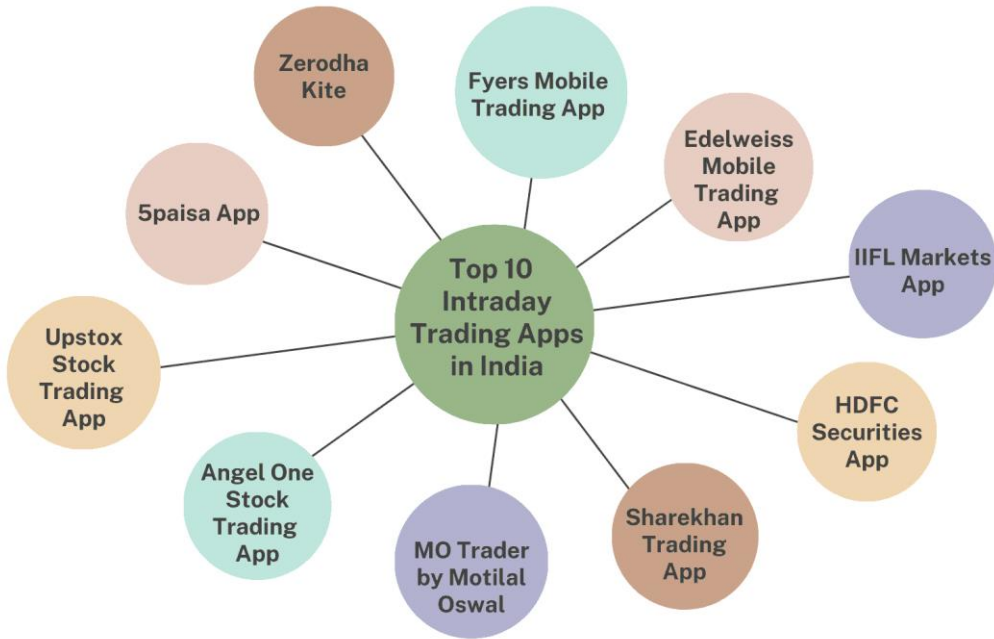 Zerodha
Kite
Fyers Mobile
Trading App
Edelweiss
Mobile
Trading
App
5paisa App
IIFL Markets
App
Top 10
Intraday
Trading Apps
in India
Upstox
Stock
Trading
App
HDFC
Securities
App
Angel One
Stock
Trading
App
MO Trader
by Motilal
Oswal
Sharekhan
Trading
App